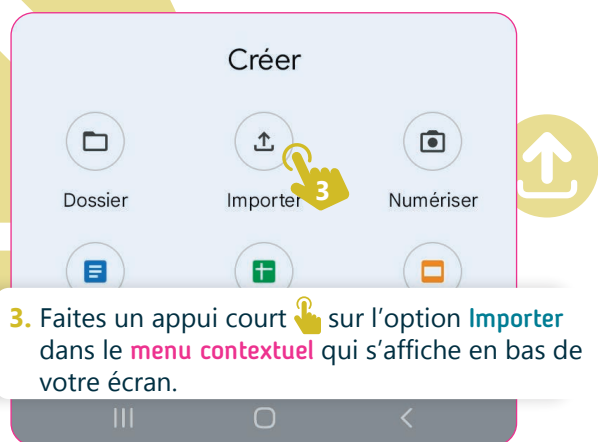 Créer
Dossier Importer Numériser
3
3. Faites un appui court sur l’option Importer
dans le menu contextuel qui s’affiche en bas de
votre écran.